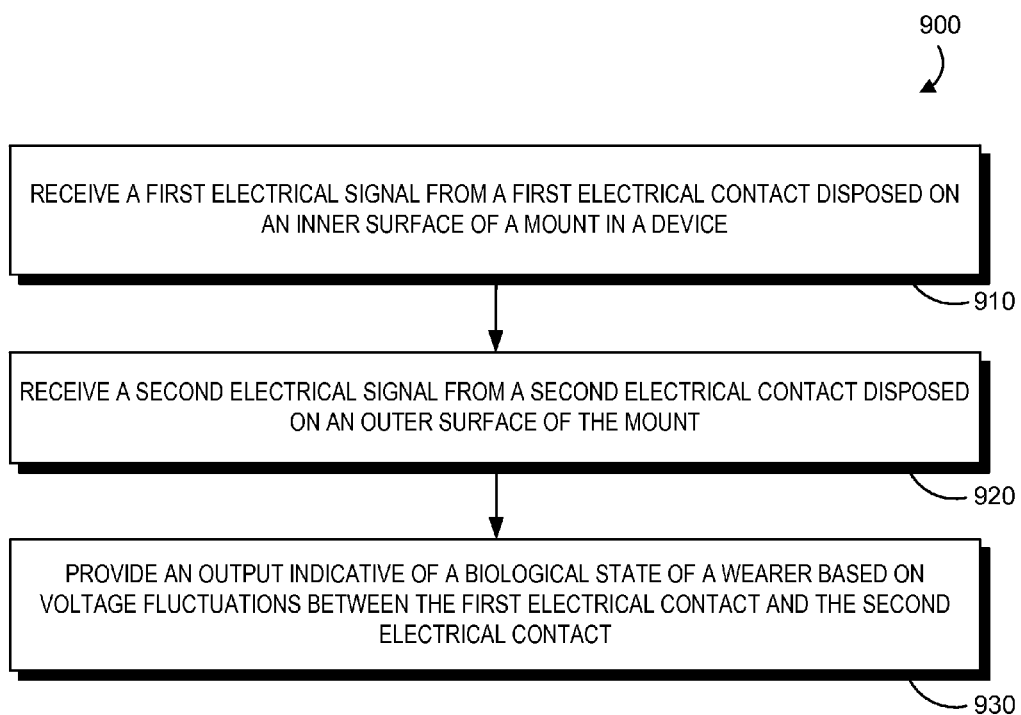 900
RECEIVE A FIRST ELECTRICAL SIGNAL FROM A FIRST ELECTRICAL CONTACT DISPOSED ON
AN INNER SURFACE OF A MOUNT IN A DEVICE
910
RECEIVE A SECOND ELECTRICAL SIGNAL FROM A SECOND ELECTRICAL CONTACT DISPOSED
ON AN OUTER SURFACE OF THE MOUNT
920
PROVIDE AN OUTPUT INDICATIVE OF A BIOLOGICAL STATE OF A WEARER BASED ON
VOLTAGE FLUCTUATIONS BETWEEN THE FIRST ELECTRICAL CONTACT AND THE SECOND
ELECTRICAL CONTACT
930